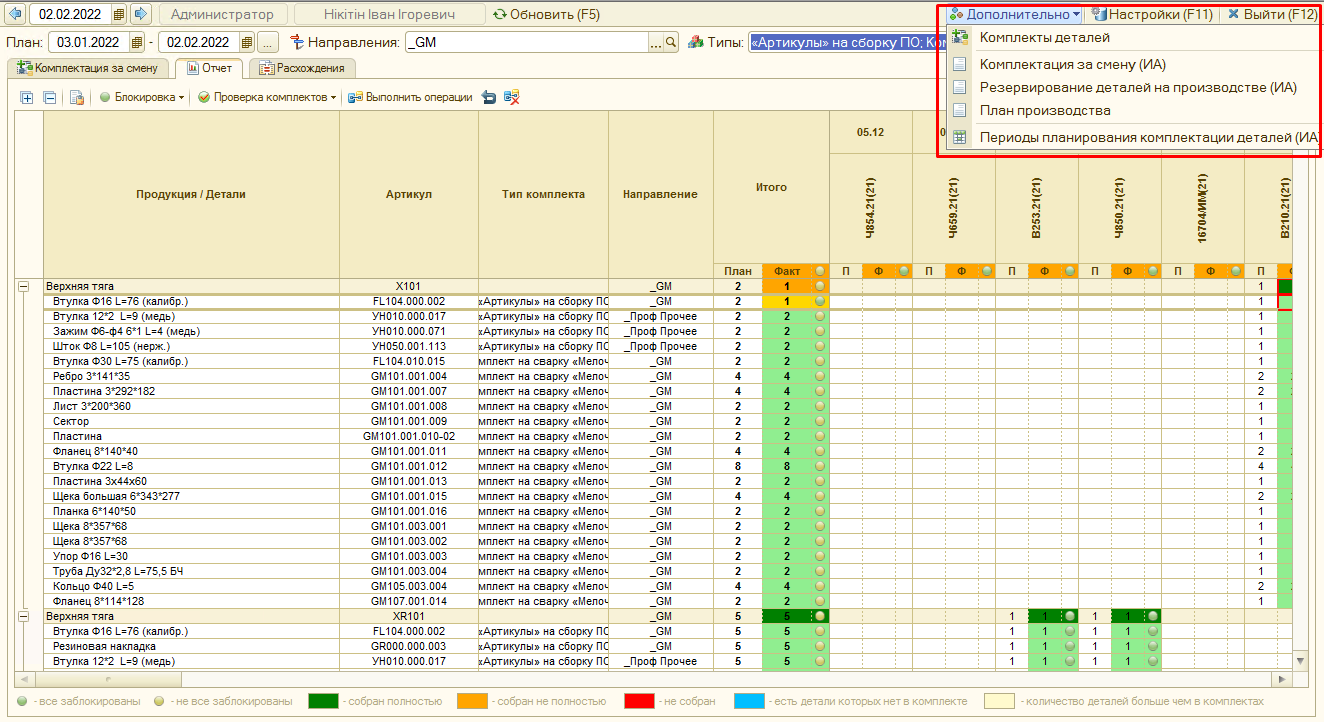 02.02.2022 Администратор Нікітін Іван Ігоревич Обновить (F5) Дополнительно Настройки (F11) Выйти (F12)
План: 03.01.2022 - 02.02.2022 ... Направления: _GM ... Типы: «Артикулы» на сборку ПО; Ком
Комплекты деталей
Комплектация за смену (ИА)
Резервирование деталей на производстве (ИА)
План производства
Периоды планирования комплектации деталей (ИА)
Комплектация за смену Отчет Расхождения
Блокировка Проверка комплектов Выполнить операции
Продукция / Детали Артикул Тип комплекта Направление Итого 05.12
Ч854.21(21) Ч659.21(21) В253.21(21) Ч850.21(21) 16704/ИМ(21) В210.21(21)
План Факт П Ф П Ф П Ф П Ф П Ф П
Верхняя тяга X101 _GM 2 1 1
Втулка Ф16 L=76 (калибр.) FL104.000.002 «Артикулы» на сборку ПО _GM 2 1 1
Втулка 12*2 L=9 (медь) УН010.000.017 «Артикулы» на сборку ПО _Проф Прочее 2 2 1
Зажим Ф6-ф4 6*1 L=4 (медь) УН010.000.071 «Артикулы» на сборку ПО _Проф Прочее 2 2 1
Шток Ф8 L=105 (нерж.) УН050.001.113 «Артикулы» на сборку ПО _Проф Прочее 2 2 1
Втулка Ф30 L=75 (калибр.) FL104.010.015 мплект на сварку «Мелоч _GM 2 2 1
Ребро 3*141*35 GM101.001.004 мплект на сварку «Мелоч _GM 4 4 2
Пластина 3*292*182 GM101.001.007 мплект на сварку «Мелоч _GM 4 4 2
Лист 3*200*360 GM101.001.008 мплект на сварку «Мелоч _GM 2 2 1
Сектор GM101.001.009 мплект на сварку «Мелоч _GM 2 2 1
Пластина GM101.001.010-02 мплект на сварку «Мелоч _GM 2 2 1
Фланец 8*140*40 GM101.001.011 мплект на сварку «Мелоч _GM 4 4 2
Втулка Ф22 L=8 GM101.001.012 мплект на сварку «Мелоч _GM 8 8 4
Пластина 3х44х60 GM101.001.013 мплект на сварку «Мелоч _GM 2 2 1
Щека большая 6*343*277 GM101.001.015 мплект на сварку «Мелоч _GM 4 4 2
Планка 6*140*50 GM101.001.016 мплект на сварку «Мелоч _GM 2 2 1
Щека 8*357*68 GM101.003.001 мплект на сварку «Мелоч _GM 2 2 1
Щека 8*357*68 GM101.003.002 мплект на сварку «Мелоч _GM 2 2 1
Упор Ф16 L=30 GM101.003.003 мплект на сварку «Мелоч _GM 2 2 1
Труба Ду32*2,8 L=75,5 БЧ GM101.003.004 мплект на сварку «Мелоч _GM 2 2 1
Кольцо Ф40 L=5 GM105.003.004 мплект на сварку «Мелоч _GM 4 4 2
Фланец 8*114*128 GM107.001.014 мплект на сварку «Мелоч _GM 2 2 1
Верхняя тяга XR101 _GM 5 5 1 1 1 1
Втулка Ф16 L=76 (калибр.) FL104.000.002 «Артикулы» на сборку ПО _GM 5 5 1 1 1 1
Резиновая накладка GR000.000.003 «Артикулы» на сборку ПО _GM 5 5 1 1 1 1
Втулка 12*2 L=9 (медь) УН010.000.017 «Артикулы» на сборку ПО _Проф Прочее 5 5 1 1 1 1
- все заблокированы - не все заблокированы - собран полностью - собран не полностью - не собран - есть детали которых нет в комплекте - количество деталей больше чем в комплектах